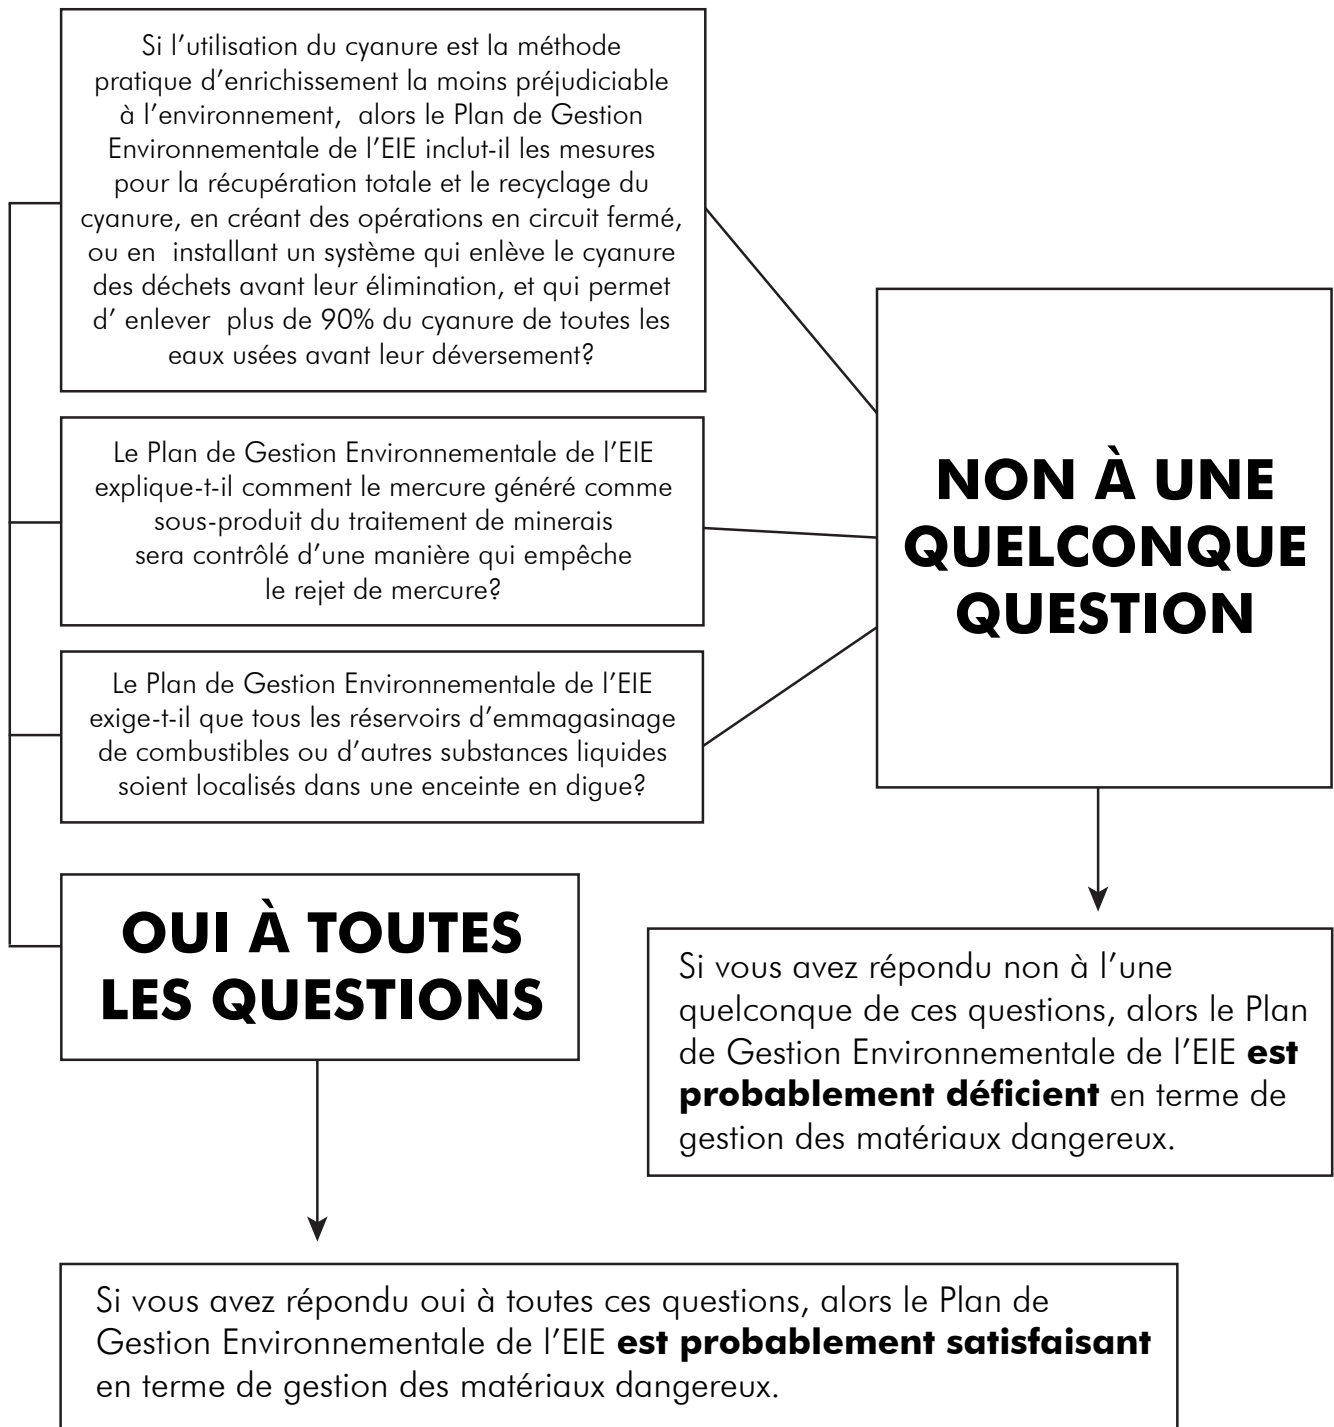 Si l’utilisation du cyanure est la méthode
pratique d’enrichissement la moins préjudiciable
à l’environnement,  alors le Plan de Gestion
Environnementale de l’EIE inclut-il les mesures
pour la récupération totale et le recyclage du
cyanure, en créant des opérations en circuit fermé,
ou en  installant un système qui enlève le cyanure
des déchets avant leur élimination, et qui permet
d’ enlever  plus de 90% du cyanure de toutes les
eaux usées avant leur déversement?
Le Plan de Gestion Environnementale de l’EIE
explique-t-il comment le mercure généré comme
sous-produit du traitement de minerais
sera contrôlé d’une manière qui empêche
le rejet de mercure?
Le Plan de Gestion Environnementale de l’EIE
exige-t-il que tous les réservoirs d’emmagasinage
de combustibles ou d’autres substances liquides
soient localisés dans une enceinte en digue?
NON À UNE
QUELCONQUE
QUESTION
OUI À TOUTES
LES QUESTIONS
Si vous avez répondu non à l’une
quelconque de ces questions, alors le Plan
de Gestion Environnementale de l’EIE est
probablement déficient en terme de
gestion des matériaux dangereux.
Si vous avez répondu oui à toutes ces questions, alors le Plan de
Gestion Environnementale de l’EIE est probablement satisfaisant
en terme de gestion des matériaux dangereux.